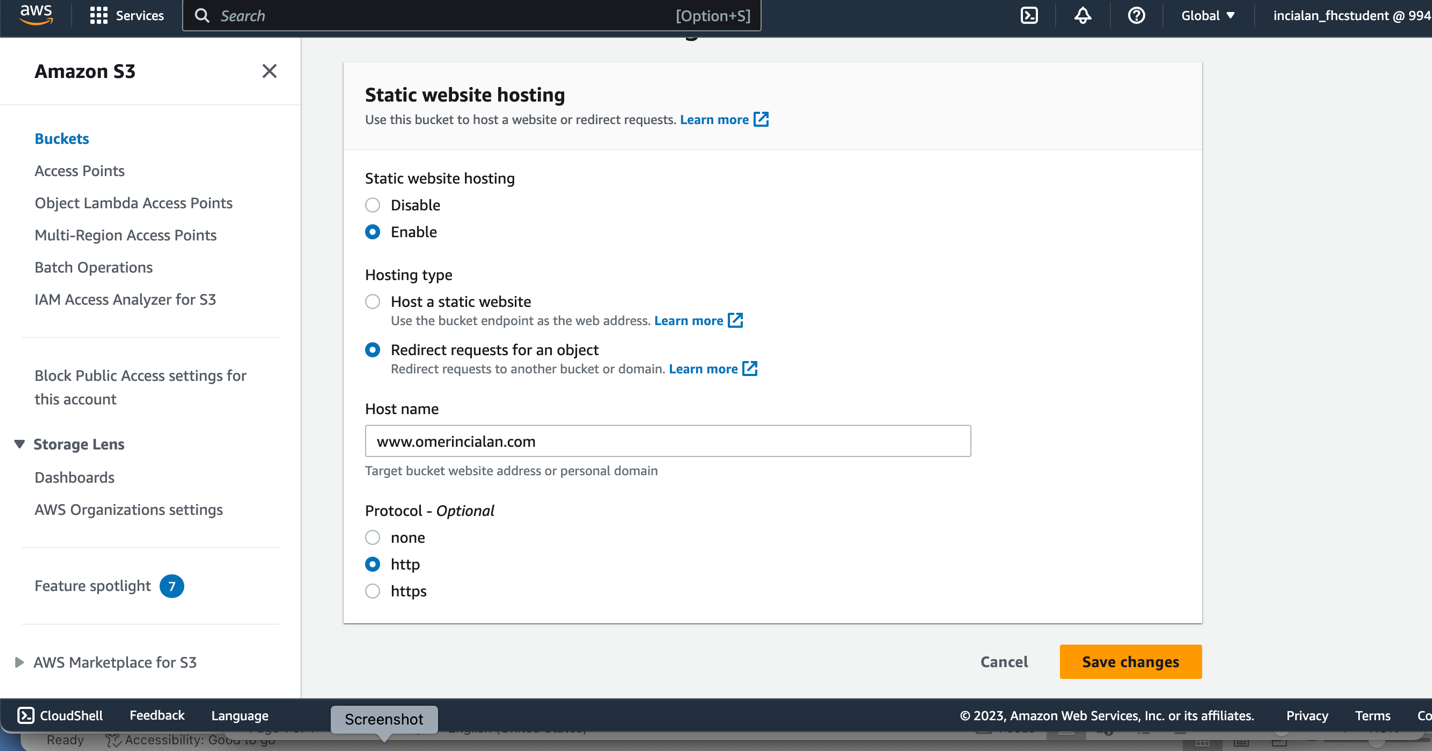 aws
Services
Search
[Option+S]
Global
incialan_fhcstudent @ 994
Amazon S3
Buckets
Access Points
Object Lambda Access Points
Multi-Region Access Points
Batch Operations
IAM Access Analyzer for S3
Block Public Access settings for
this account
Storage Lens
Dashboards
AWS Organizations settings
Feature spotlight 7
AWS Marketplace for S3
Static website hosting
Use this bucket to host a website or redirect requests. Learn more
Static website hosting
Disable
Enable
Hosting type
Host a static website
Use the bucket endpoint as the web address. Learn more
Redirect requests for an object
Redirect requests to another bucket or domain. Learn more
Host name
www.omerincialan.com
Target bucket website address or personal domain
Protocol - Optional
none
http
https
Cancel
Save changes
CloudShell
Feedback
Language
Screenshot
© 2023, Amazon Web Services, Inc. or its affiliates.
Privacy
Terms
Co
Ready
Accessibility: Good to go